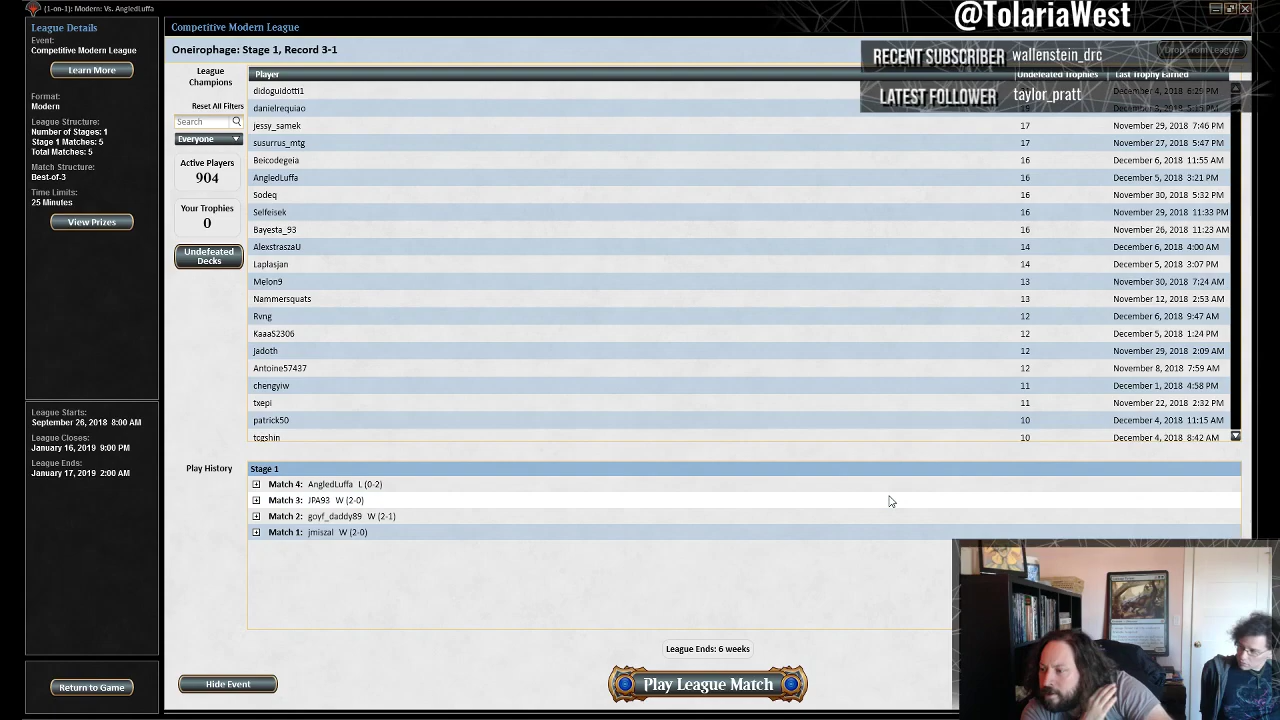 (1-on-1): Modern: Vs. AngledLuffa
@TolariaWest
League Details
Event:
Competitive Modern League
Learn More
Format:
Modern
League Structure:
Number of Stages: 1
Stage 1 Matches: 5
Total Matches: 5
Match Structure:
Best-of-3
Time Limits:
25 Minutes
View Prizes
League Starts:
September 26, 2018 8:00 AM
League Closes:
January 16, 2019 9:00 PM
League Ends:
January 17, 2019 2:00 AM
Return to Game
Competitive Modern League
Oneirophage: Stage 1, Record 3-1
Drop From League
RECENT SUBSCRIBER wallenstein_drc
LATEST FOLLOWER taylor_pratt
League
Champions
Reset All Filters
Search
Everyone
Active Players
904
Your Trophies
0
Undefeated
Decks
Player Undefeated Trophies Last Trophy Earned
didoguidotti1 December 4, 6:29 PM
danielrequiao 19
jessy_samek 17 November 29, 2018 7:46 PM
susurrus_mtg 17 November 27, 2018 5:47 PM
Beicodegeia 16 December 6, 2018 11:55 AM
AngledLuffa 16 December 5, 2018 3:21 PM
Sodeq 16 November 30, 2018 5:32 PM
Selfeisek 16 November 29, 2018 11:33 PM
Bayesta_93 16 November 26, 2018 11:23 AM
AlexstraszaU 14 December 6, 2018 4:00 AM
Laplasjan 14 December 5, 2018 3:07 PM
Melon9 13 November 30, 2018 7:24 AM
Nammersquats 13 November 12, 2018 2:53 AM
Rvng 12 December 6, 2018 9:47 AM
KaaaS2306 12 December 5, 2018 1:24 PM
jadoth 12 November 29, 2018 2:09 AM
Antoine57437 12 November 8, 2018 7:59 AM
chengyiw 11 December 1, 2018 4:58 PM
txepi 11 November 22, 2018 2:32 PM
patrick50 10 December 4, 2018 11:15 AM
tcgshin 10 December 4, 2018 8:42 AM
Play History
Stage 1
Match 4: AngledLuffa L (0-2)
Match 3: JPA93 W (2-0)
Match 2: goyf_daddy89 W (2-1)
Match 1: jmiszal W (2-0)
League Ends: 6 weeks
Hide Event
Play League Match